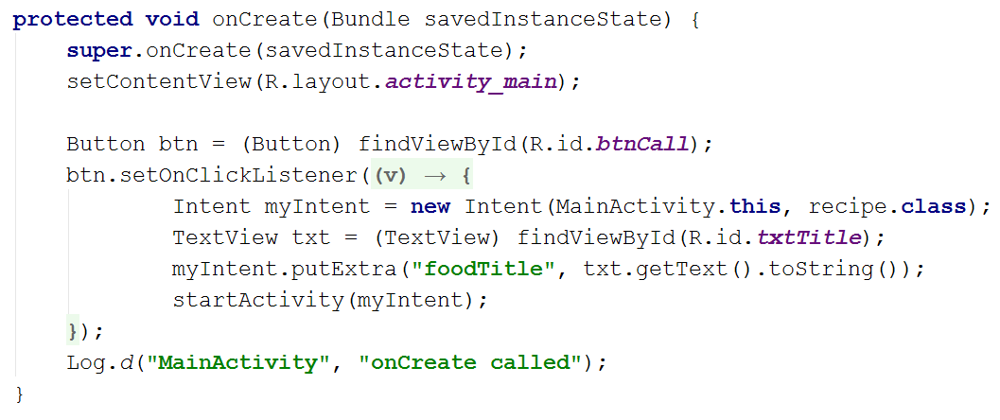 protected void onCreate(Bundle savedInstanceState) {
    super.onCreate(savedInstanceState);
    setContentView(R.layout.activity_main);

    Button btn = (Button) findViewById(R.id.btnCall);
    btn.setOnClickListener((v) → {
            Intent myIntent = new Intent(MainActivity.this, recipe.class);
            TextView txt = (TextView) findViewById(R.id.txtTitle);
            myIntent.putExtra("foodTitle", txt.getText().toString());
            startActivity(myIntent);
    });
    Log.d("MainActivity", "onCreate called");
}